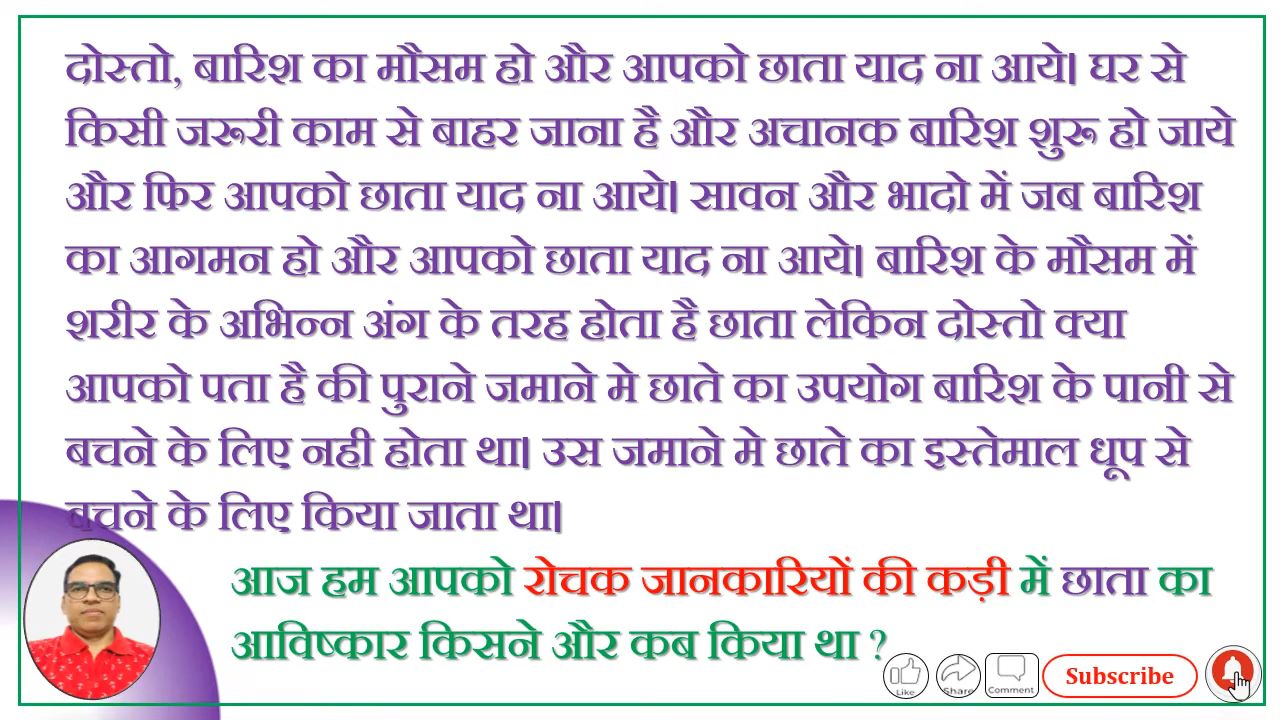 दोस्तो, बारिश का मौसम हो और आपको छाता याद ना आये। घर से
किसी जरूरी काम से बाहर जाना है और अचानक बारिश शुरू हो जाये
और फिर आपको छाता याद ना आये। सावन और भादो में जब बारिश
का आगमन हो और आपको छाता याद ना आये। बारिश के मौसम में
शरीर के अभिन्न अंग के तरह होता है छाता लेकिन दोस्तो क्या
आपको पता है की पुराने जमाने मे छाते का उपयोग बारिश के पानी से
बचने के लिए नही होता था। उस जमाने मे छाते का इस्तेमाल धूप से
बचने के लिए किया जाता था।
आज हम आपको रोचक जानकारियों की कड़ी में छाता का
आविष्कार किसने और कब किया था ?
Like Share Comment Subscribe